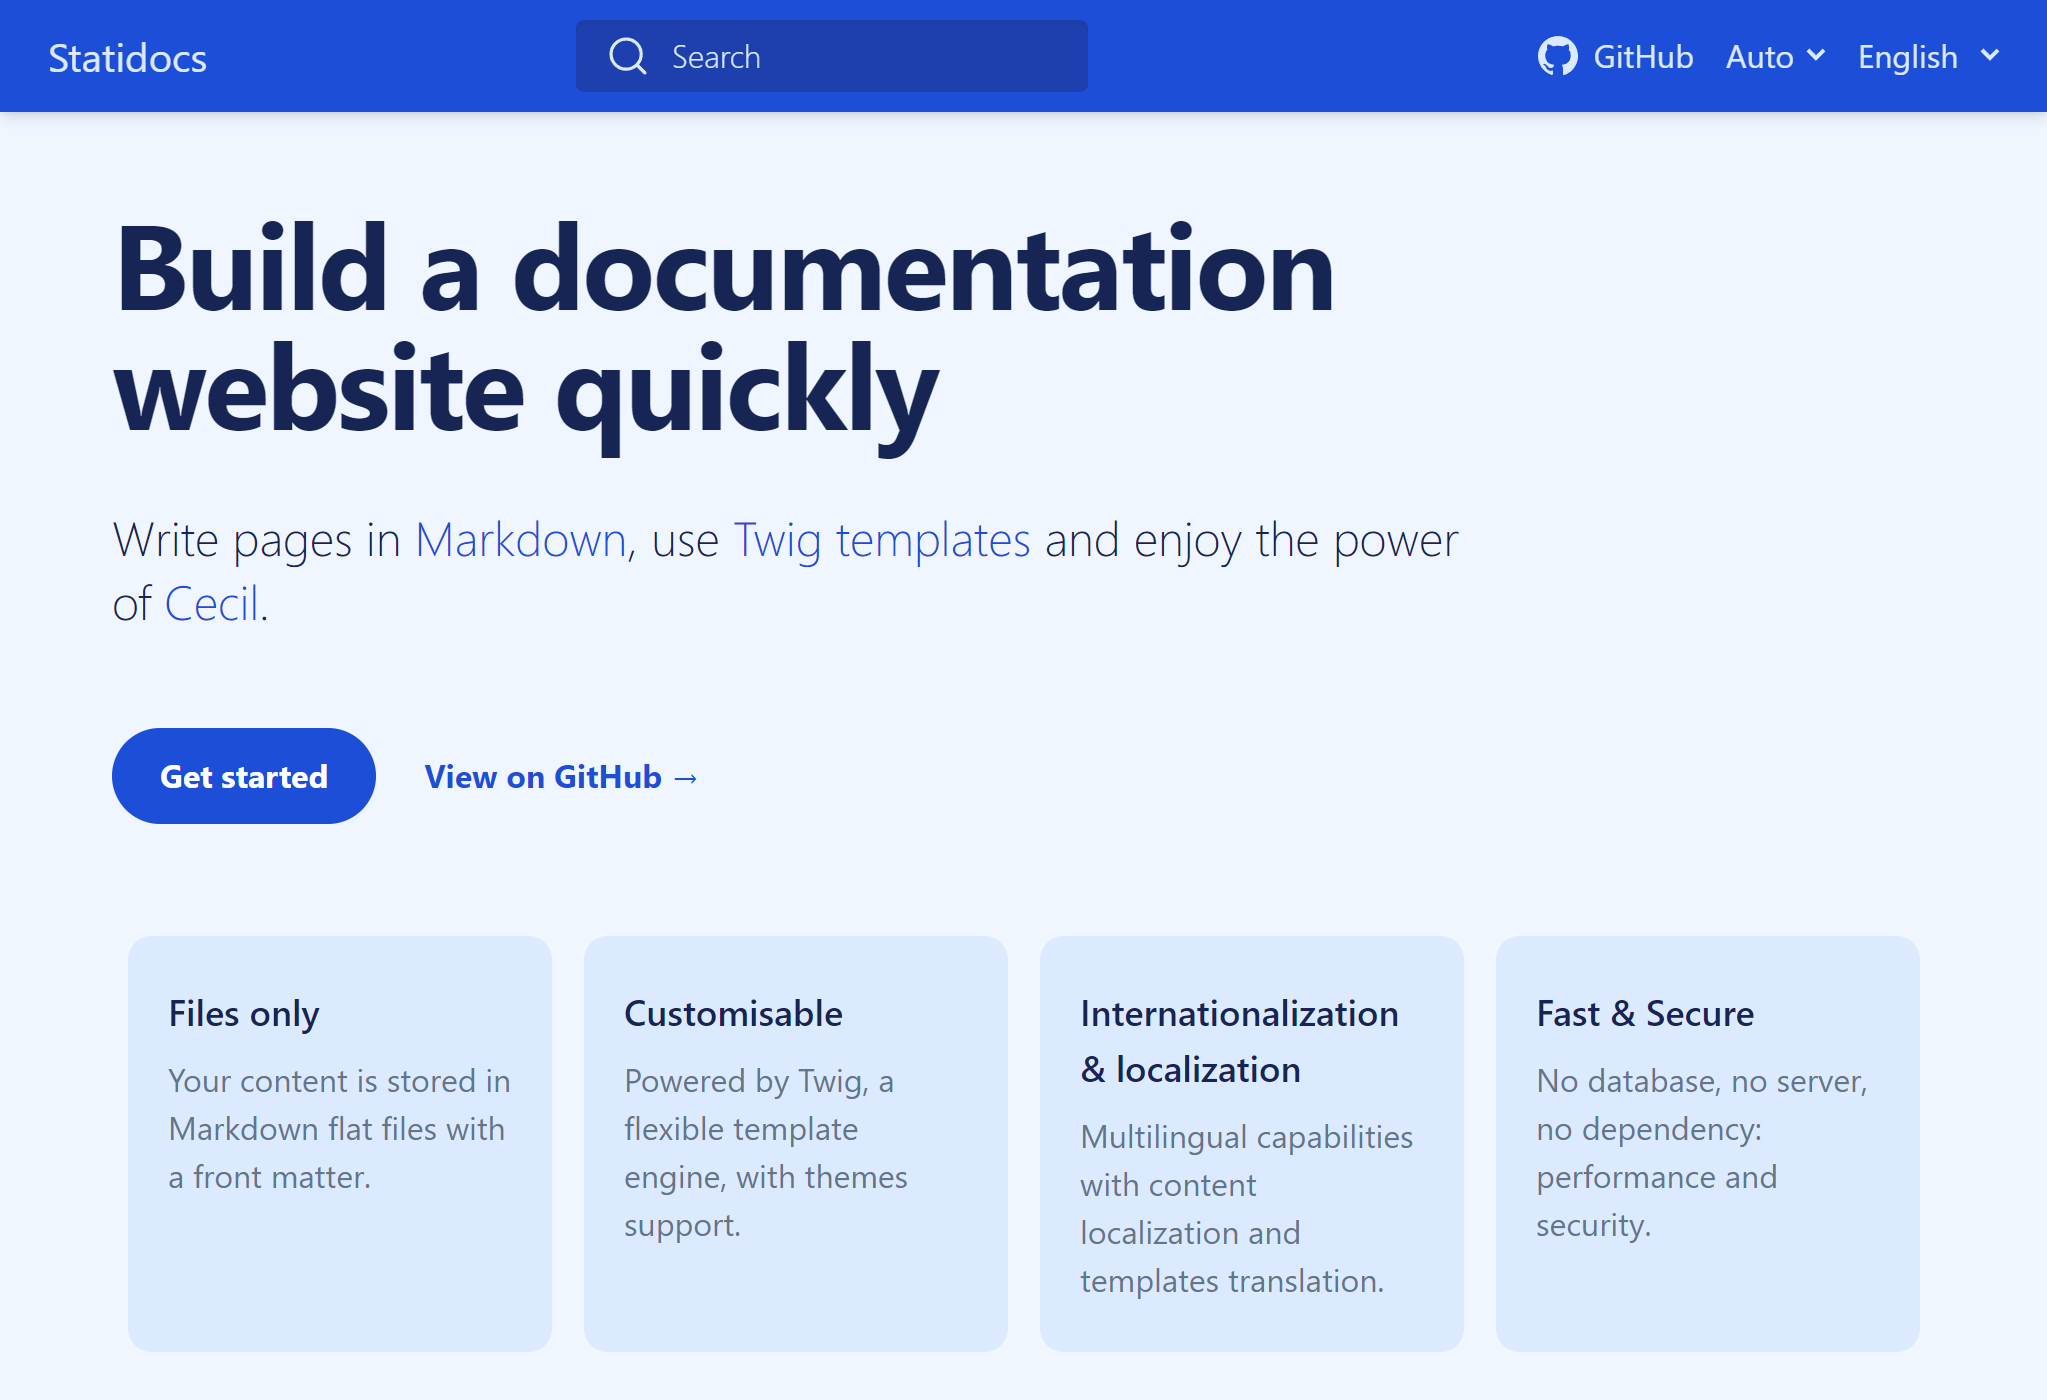 Statidocs
Search
GitHub
Auto
English
Build a documentation
website quickly
Write pages in Markdown, use Twig templates and enjoy the power
of Cecil.
Get started
View on GitHub →
Files only
Your content is stored in
Markdown flat files with
a front matter.
Customisable
Powered by Twig, a
flexible template
engine, with themes
support.
Internationalization
& localization
Multilingual capabilities
with content
localization and
templates translation.
Fast & Secure
No database, no server,
no dependency:
performance and
security.